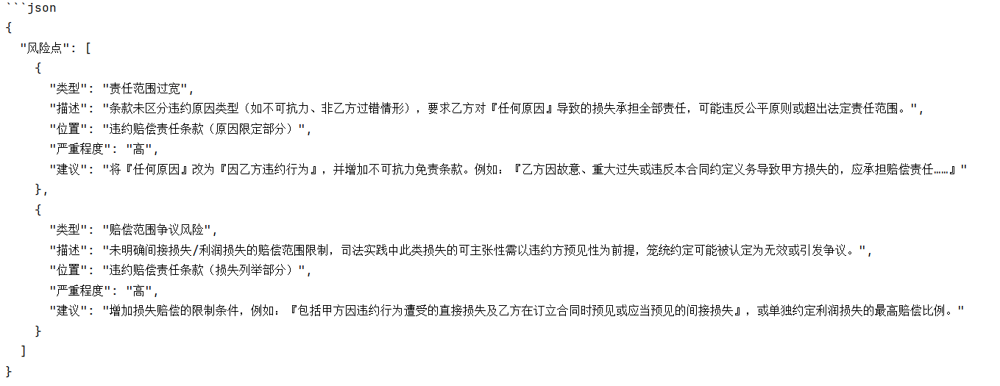 ```json
{
  "风险点": [
    {
      "类型": "责任范围过宽",
      "描述": "条款未区分违约原因类型（如不可抗力、非乙方过错情形），要求乙方对『任何原因』导致的损失承担全部责任，可能违反公平原则或超出法定责任范围。",
      "位置": "违约赔偿责任条款（原因限定部分）",
      "严重程度": "高",
      "建议": "将『任何原因』改为『因乙方违约行为』，并增加不可抗力免责条款。例如：『乙方因故意、重大过失或违反本合同约定义务导致甲方损失的，应承担赔偿责任……』"
    },
    {
      "类型": "赔偿范围争议风险",
      "描述": "未明确间接损失/利润损失的赔偿范围限制，司法实践中此类损失的可主张性需以违约方预见性为前提，笼统约定可能被认定为无效或引发争议。",
      "位置": "违约赔偿责任条款（损失列举部分）",
      "严重程度": "高",
      "建议": "增加损失赔偿的限制条件，例如：『包括甲方因违约行为遭受的直接损失及乙方在订立合同时预见或应当预见的间接损失』，或单独约定利润损失的最高赔偿比例。"
    }
  ]
}